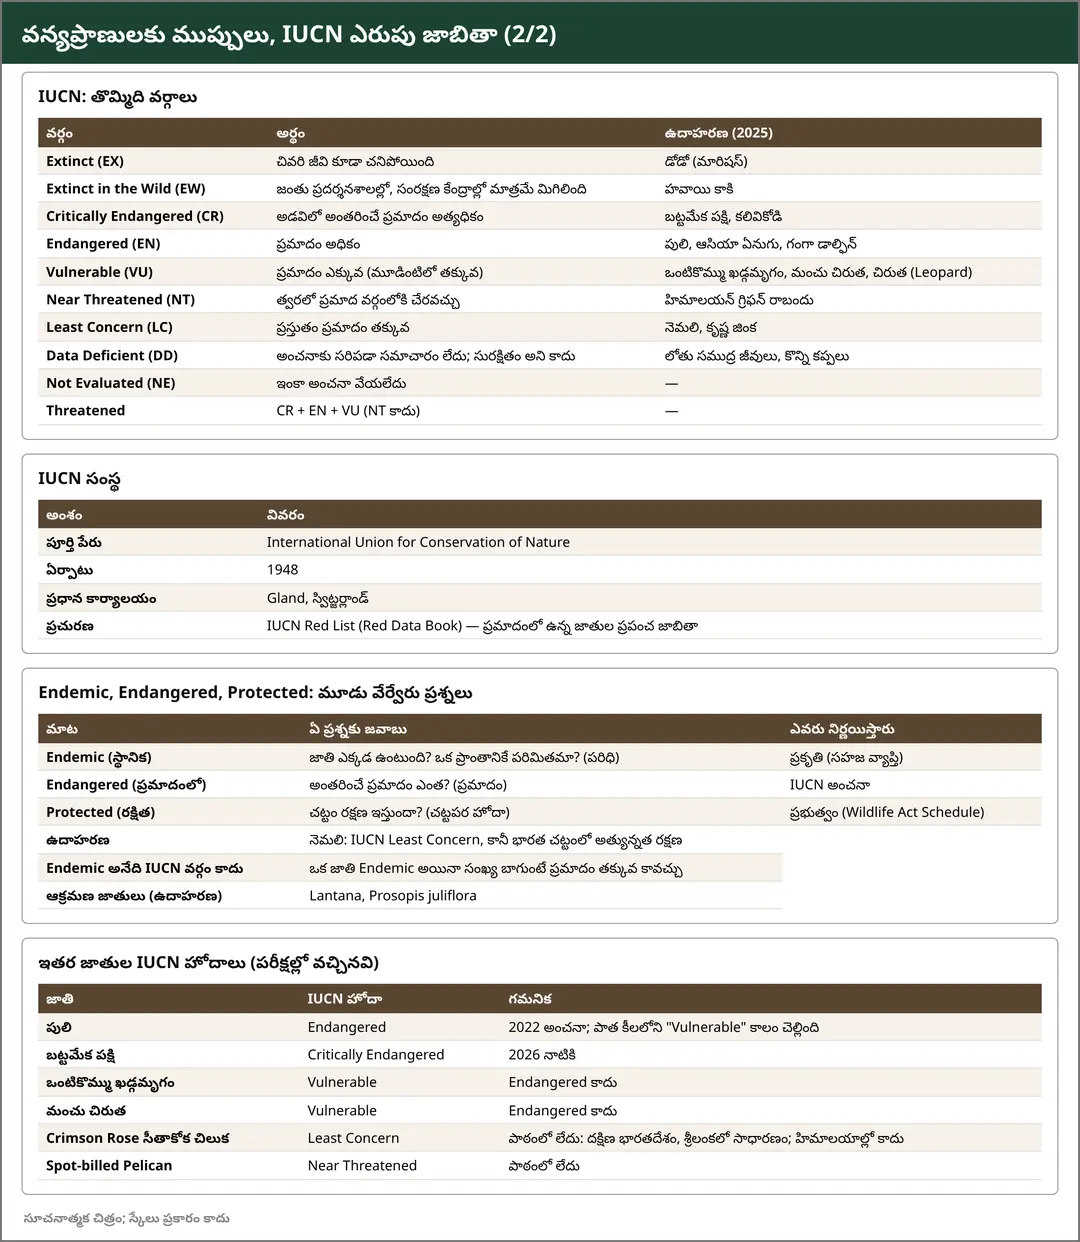 వన్యప్రాణులకు ముప్పులు, IUCN ఎరుపు జాబితా (2/2)
IUCN: తొమ్మిది వర్గాలు
వర్గం అర్థం ఉదాహరణ (2025)
Extinct (EX) చివరి జీవి కూడా చనిపోయింది డోడో (మారిషస్)
Extinct in the Wild (EW) జంతు ప్రదర్శనశాలల్లో, సంరక్షణ కేంద్రాల్లో మాత్రమే మిగిలింది హవాయి కాకి
Critically Endangered (CR) అడవిలో అంతరించే ప్రమాదం అత్యధికం బట్టమేక పక్షి, కలివికోడి
Endangered (EN) ప్రమాదం అధికం పులి, ఆసియా ఏనుగు, గంగా డాల్ఫిన్
Vulnerable (VU) ప్రమాదం ఎక్కువ (మూడింటిలో తక్కువ) ఒంటికొమ్ము ఖడ్గమృగం, మంచు చిరుత, చిరుత (Leopard)
Near Threatened (NT) త్వరలో ప్రమాద వర్గంలోకి చేరవచ్చు హిమాలయన్ గ్రిఫన్ రాబందు
Least Concern (LC) ప్రస్తుతం ప్రమాదం తక్కువ నెమలి, కృష్ణ జింక
Data Deficient (DD) అంచనాకు సరిపడా సమాచారం లేదు; సురక్షితం అని కాదు లోతు సముద్ర జీవులు, కొన్ని కప్పలు
Not Evaluated (NE) ఇంకా అంచనా వేయలేదు —
Threatened CR + EN + VU (NT కాదు) —
IUCN సంస్థ
అంశం వివరం
పూర్తి పేరు International Union for Conservation of Nature
ఏర్పాటు 1948
ప్రధాన కార్యాలయం Gland, స్విట్జర్లాండ్
ప్రచురణ IUCN Red List (Red Data Book) — ప్రమాదంలో ఉన్న జాతుల ప్రపంచ జాబితా
Endemic, Endangered, Protected: మూడు వేర్వేరు ప్రశ్నలు
మాట ఏ ప్రశ్నకు జవాబు ఎవరు నిర్ణయిస్తారు
Endemic (స్థానిక) జాతి ఎక్కడ ఉంటుంది? ఒక ప్రాంతానికే పరిమితమా? (పరిధి) ప్రకృతి (సహజ వ్యాప్తి)
Endangered (ప్రమాదంలో) అంతరించే ప్రమాదం ఎంత? (ప్రమాదం) IUCN అంచనా
Protected (రక్షిత) చట్టం రక్షణ ఇస్తుందా? (చట్టపర హోదా) ప్రభుత్వం (Wildlife Act Schedule)
ఉదాహరణ నెమలి: IUCN Least Concern, కానీ భారత చట్టంలో అత్యున్నత రక్షణ
Endemic అనేది IUCN వర్గం కాదు ఒక జాతి Endemic అయినా సంఖ్య బాగుంటే ప్రమాదం తక్కువ కావచ్చు
ఆక్రమణ జాతులు (ఉదాహరణ) Lantana, Prosopis juliflora
ఇతర జాతుల IUCN హోదాలు (పరీక్షల్లో వచ్చినవి)
జాతి IUCN హోదా గమనిక
పులి Endangered 2022 అంచనా; పాత కీలలోని "Vulnerable" కాలం చెల్లింది
బట్టమేక పక్షి Critically Endangered 2026 నాటికి
ఒంటికొమ్ము ఖడ్గమృగం Vulnerable Endangered కాదు
మంచు చిరుత Vulnerable Endangered కాదు
Crimson Rose సీతాకోక చిలుక Least Concern పాఠంలో లేదు: దక్షిణ భారతదేశం, శ్రీలంకలో సాధారణం; హిమాలయాల్లో కాదు
Spot-billed Pelican Near Threatened పాఠంలో లేదు
సూచనాత్మక చిత్రం; స్కేలు ప్రకారం కాదు